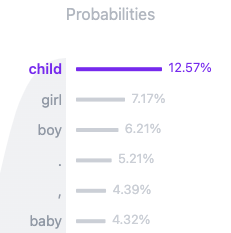 Probabilities
child 12.57%
girl 7.17%
boy 6.21%
. 5.21%
, 4.39%
baby 4.32%